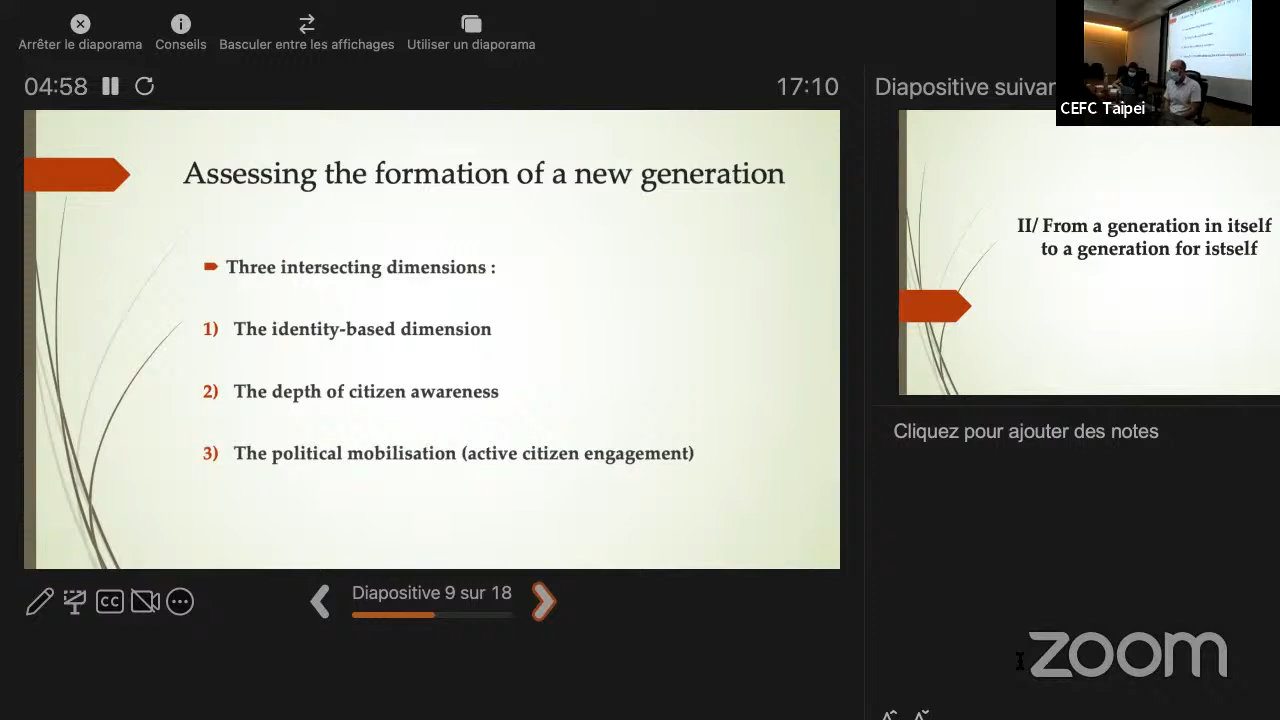 Arrêter le diaporama
Conseils
Basculer entre les affichages
Utiliser un diaporama
04:58
17:10
Diapositive suivan
CEFC Taipei
Assessing the formation of a new generation
Three intersecting dimensions :
1) The identity-based dimension
2) The depth of citizen awareness
3) The political mobilisation (active citizen engagement)
II/ From a generation in itself
to a generation for istself
Cliquez pour ajouter des notes
CC
Diapositive 9 sur 18
zoom